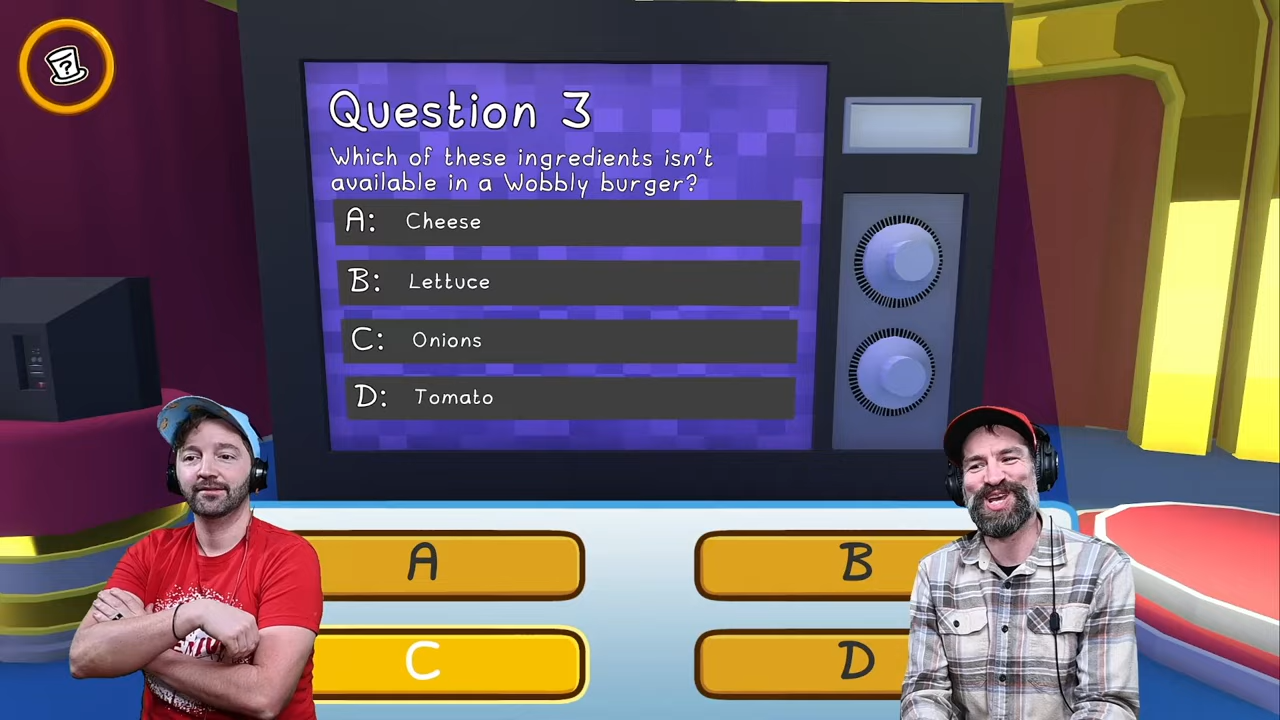 ?
Question 3
Which of these ingredients isn't
available in a Wobbly burger?
A: Cheese
B: Lettuce
C: Onions
D: Tomato
A
B
C
D